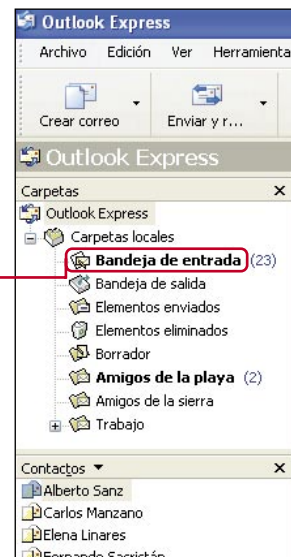 Outlook Express
Archivo Edición Ver Herramienta
Crear correo Enviar y r...
Outlook Express
Carpetas
Outlook Express
Carpetas locales
Bandeja de entrada (23)
Bandeja de salida
Elementos enviados
Elementos eliminados
Borrador
Amigos de la playa (2)
Amigos de la sierra
Trabajo
Contactos
Alberto Sanz
Carlos Manzano
Elena Linares
Fernando Sacristán